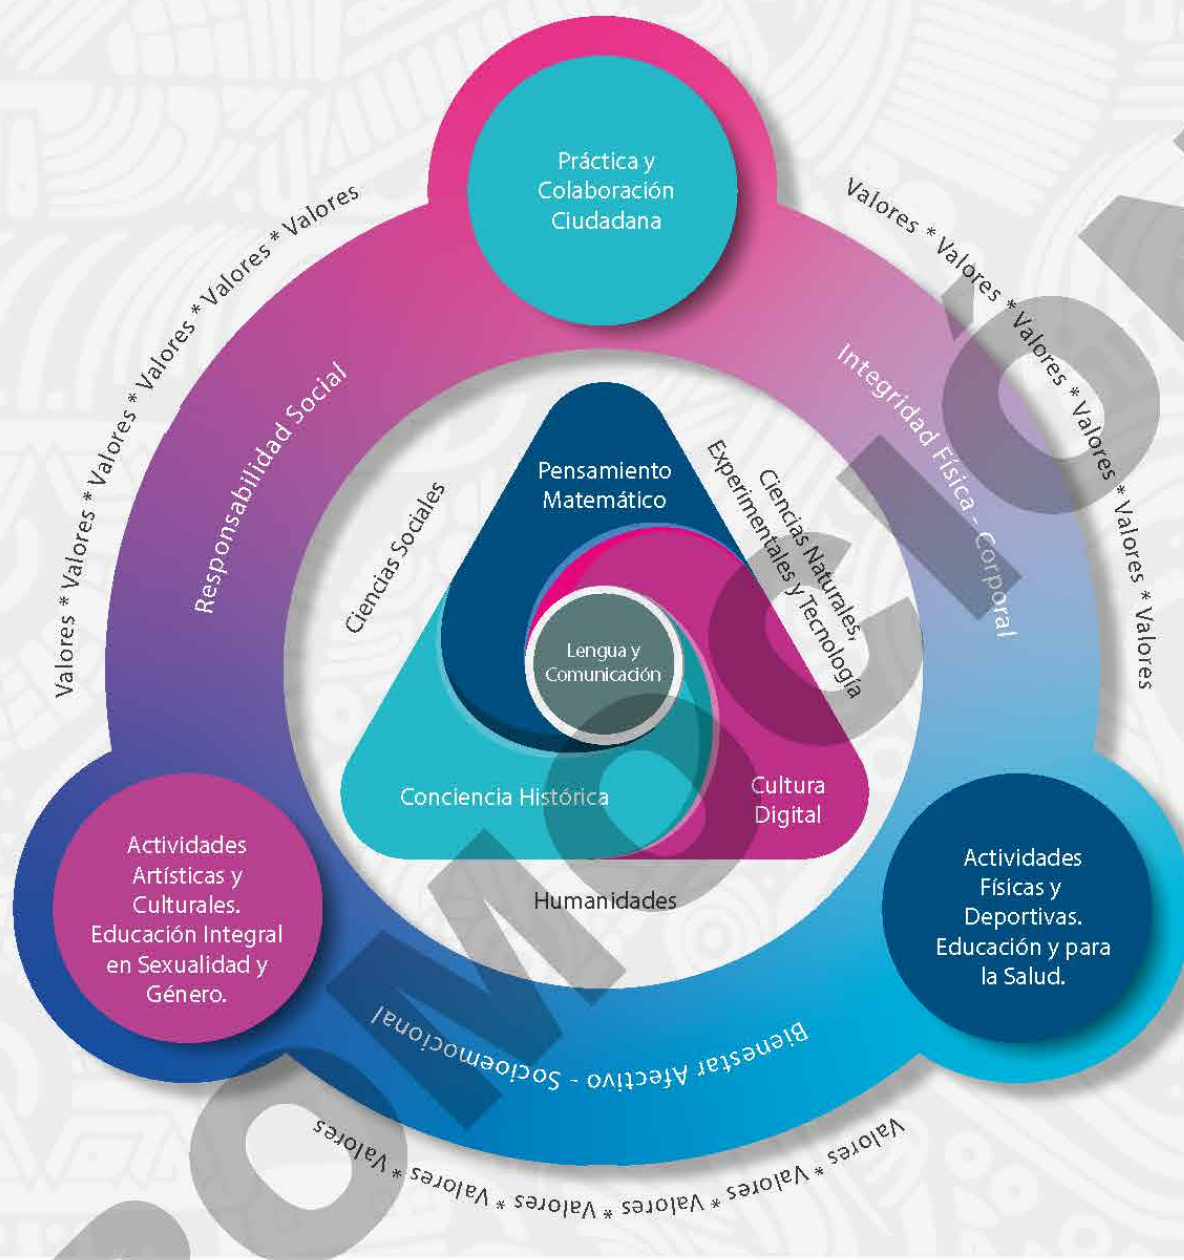 Práctica y
Colaboración
Ciudadana
Valores * Valores * Valores * Valores * Valores * Valores
Valores * Valores * Valores * Valores * Valores * Valores
Responsabilidad Social
Integridad Física - Corporal
Pensamiento
Matemático
Ciencias Sociales
Ciencias Naturales,
Experimentales y Tecnología
Lengua y
Comunicación
Conciencia Histórica
Cultura
Digital
Humanidades
Actividades
Artísticas y
Culturales.
Educación Integral
en Sexualidad y
Género.
Actividades
Físicas y
Deportivas.
Educación y para
la Salud.
Bienestar Afectivo - Socioemocional
Valores * Valores * Valores * Valores * Valores